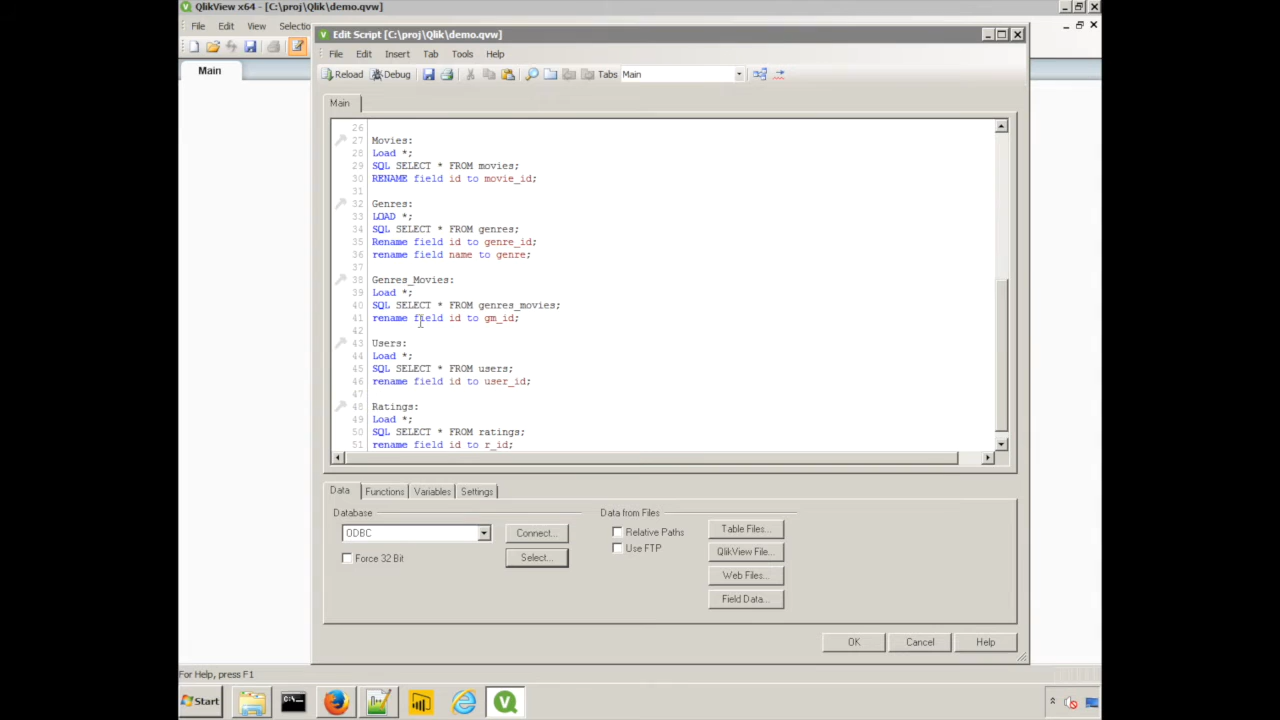 QlikView x64 - [C:\proj\Qlik\demo.qvw]
File Edit View Selectio
Main
Edit Script [C:\proj\Qlik\demo.qvw]
File Edit Insert Tab Tools Help
Reload Debug Tabs Main
Main
26
27 Movies:
28 Load *;
29 SQL SELECT * FROM movies;
30 RENAME field id to movie_id;
31
32 Genres:
33 LOAD *;
34 SQL SELECT * FROM genres;
35 Rename field id to genre_id;
36 rename field name to genre;
37
38 Genres_Movies:
39 Load *;
40 SQL SELECT * FROM genres_movies;
41 rename field id to gm_id;
42
43 Users:
44 Load *;
45 SQL SELECT * FROM users;
46 rename field id to user_id;
47
48 Ratings:
49 Load *;
50 SQL SELECT * FROM ratings;
51 rename field id to r_id;
Data Functions Variables Settings
Database
ODBC
Connect...
Force 32 Bit
Select...
Data from Files
Relative Paths
Use FTP
Table Files...
QlikView File...
Web Files...
Field Data...
OK Cancel Help
For Help, press F1
Start